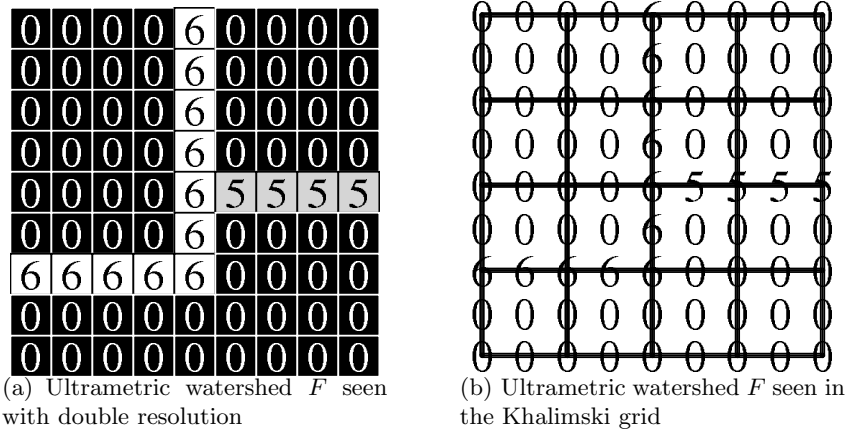 0 0 0 0 6 0 0 0 0
0 0 0 0 6 0 0 0 0
0 0 0 0 6 0 0 0 0
0 0 0 0 6 0 0 0 0
0 0 0 0 6 5 5 5 5
0 0 0 0 6 0 0 0 0
6 6 6 6 6 0 0 0 0
0 0 0 0 0 0 0 0 0
0 0 0 0 0 0 0 0 0
(a) Ultrametric watershed F seen
with double resolution
0 0 0 0 6 0 0 0 0
0 0 0 0 6 0 0 0 0
0 0 0 0 6 0 0 0 0
0 0 0 0 6 0 0 0 0
0 0 0 0 6 5 5 5 5
0 0 0 0 6 0 0 0 0
6 6 6 6 6 0 0 0 0
0 0 0 0 0 0 0 0 0
0 0 0 0 0 0 0 0 0
(b) Ultrametric watershed F seen in
the Khalimski grid